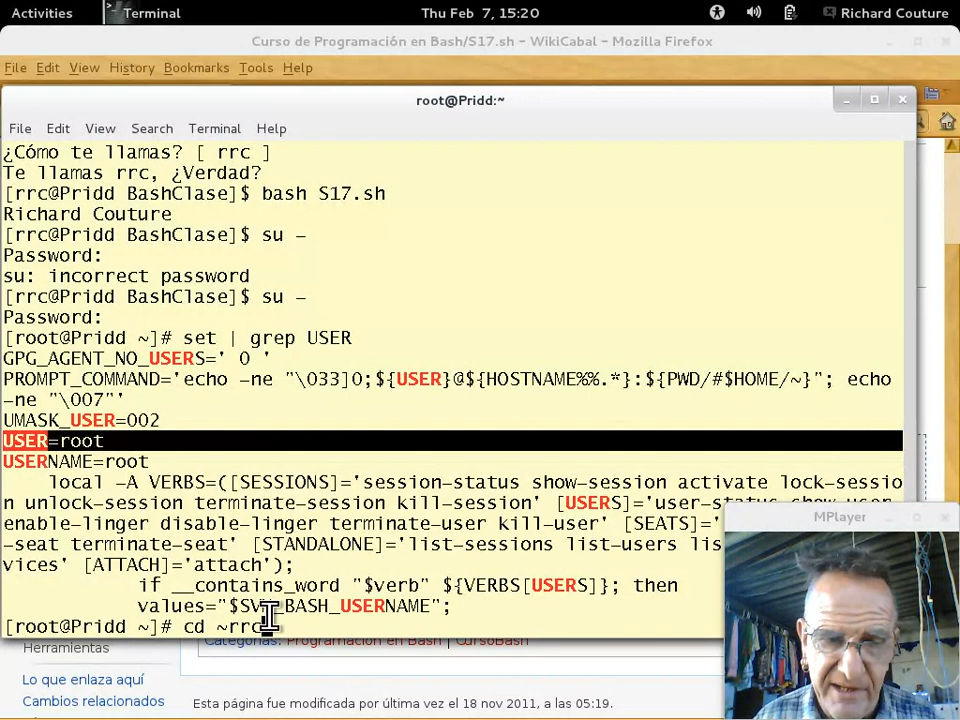 Activities
Terminal
Thu Feb 7, 15:20
Richard Couture
Curso de Programación en Bash/S17.sh – WikiCabal – Mozilla Firefox
File Edit View History Bookmarks Tools Help
root@Pridd:~
File Edit View Search Terminal Help
¿Cómo te llamas? [ rrc ]
Te llamas rrc, ¿Verdad?
[rrc@Pridd BashClase]$ bash S17.sh
Richard Couture
[rrc@Pridd BashClase]$ su –
Password:
su: incorrect password
[rrc@Pridd BashClase]$ su –
Password:
[root@Pridd ~]# set | grep USER
GPG_AGENT_NO_USERS=' 0 '
PROMPT_COMMAND='echo –ne "\033]0;${USER}@${HOSTNAME%%.*}:${PWD/#$HOME/~}"; echo
–ne "\007"'
UMASK_USER=002
USER=root
USERNAME=root
local –A VERBS=([SESSIONS]='session–status show–session activate lock–sessio
n unlock–session terminate–session kill–session' [USERS]='user–status show–user
enable–linger disable–linger terminate–user kill–user' [SEATS]='
–seat terminate–seat' [STANDALONE]='list–sessions list–users lis
vices' [ATTACH]='attach');
if __contains_word "$verb" ${VERBS[USERS]}; then
values="$SV BASH_USERNAME";
[root@Pridd ~]# cd ~rrc
MPlayer
Categorías: Programación en Bash | CursoBash
Herramientas
Lo que enlaza aquí
Cambios relacionados
Esta página fue modificada por última vez el 18 nov 2011, a las 05:19.